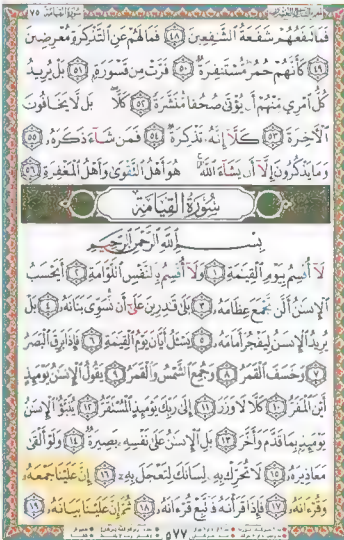 سورة القيامة ٧٥
فَمَا تَنفَعُهُمْ شَفَٰعَةُ ٱلشَّٰفِعِينَ ٤٨ فَمَا لَهُمْ عَنِ ٱلتَّذْكِرَةِ مُعْرِضِينَ
٤٩ كَأَنَّهُمْ حُمُرٌ مُّسْتَنفِرَةٌ ٥٠ فَرَّتْ مِن قَسْوَرَةٍۭ ٥١ بَلْ يُرِيدُ
كُلُّ ٱمْرِئٍ مِّنْهُمْ أَن يُؤْتَىٰ صُحُفًا مُّنَشَّرَةً ٥٢ كَلَّا ۖ بَل لَّا يَخَافُونَ
ٱلْأَخِرَةَ ٥٣ كَلَّآ إِنَّهُۥ تَذْكِرَةٌ ٥٤ فَمَن شَآءَ ذَكَرَهُۥ ٥٥
وَمَا يَذْكُرُونَ إِلَّآ أَن يَشَآءَ ٱللَّهُ ۚ هُوَ أَهْلُ ٱلتَّقْوَىٰ وَأَهْلُ ٱلْمَغْفِرَةِ ٥٦
سُورَةُ القِيَامَةِ
بِسْمِ ٱللَّهِ ٱلرَّحْمَٰنِ ٱلرَّحِيمِ
لَآ أُقْسِمُ بِيَوْمِ ٱلْقِيَٰمَةِ ١ وَلَآ أُقْسِمُ بِٱلنَّفْسِ ٱللَّوَّامَةِ ٢ أَيَحْسَبُ
ٱلْإِنسَٰنُ أَلَّن نَّجْمَعَ عِظَامَهُۥ ٣ بَلَىٰ قَٰدِرِينَ عَلَىٰٓ أَن نُّسَوِّىَ بَنَانَهُۥ ٤ بَلْ
يُرِيدُ ٱلْإِنسَٰنُ لِيَفْجُرَ أَمَامَهُۥ ٥ يَسْـَٔلُ أَيَّانَ يَوْمُ ٱلْقِيَٰمَةِ ٦ فَإِذَا بَرِقَ ٱلْبَصَرُ
٧ وَخَسَفَ ٱلْقَمَرُ ٨ وَجُمِعَ ٱلشَّمْسُ وَٱلْقَمَرُ ٩ يَقُولُ ٱلْإِنسَٰنُ يَوْمَئِذٍ
أَيْنَ ٱلْمَفَرُّ ١٠ كَلَّا لَا وَزَرَ ١١ إِلَىٰ رَبِّكَ يَوْمَئِذٍ ٱلْمُسْتَقَرُّ ١٢ يُنَبَّؤُا۟ ٱلْإِنسَٰنُ
يَوْمَئِذٍۭ بِمَا قَدَّمَ وَأَخَّرَ ١٣ بَلِ ٱلْإِنسَٰنُ عَلَىٰ نَفْسِهِۦ بَصِيرَةٌ ١٤ وَلَوْ أَلْقَىٰ
مَعَاذِيرَهُۥ ١٥ لَا تُحَرِّكْ بِهِۦ لِسَانَكَ لِتَعْجَلَ بِهِۦٓ ١٦ إِنَّ عَلَيْنَا جَمْعَهُۥ
وَقُرْءَانَهُۥ ١٧ فَإِذَا قَرَأْنَٰهُ فَٱتَّبِعْ قُرْءَانَهُۥ ١٨ ثُمَّ إِنَّ عَلَيْنَا بَيَانَهُۥ ١٩
٥٧٧